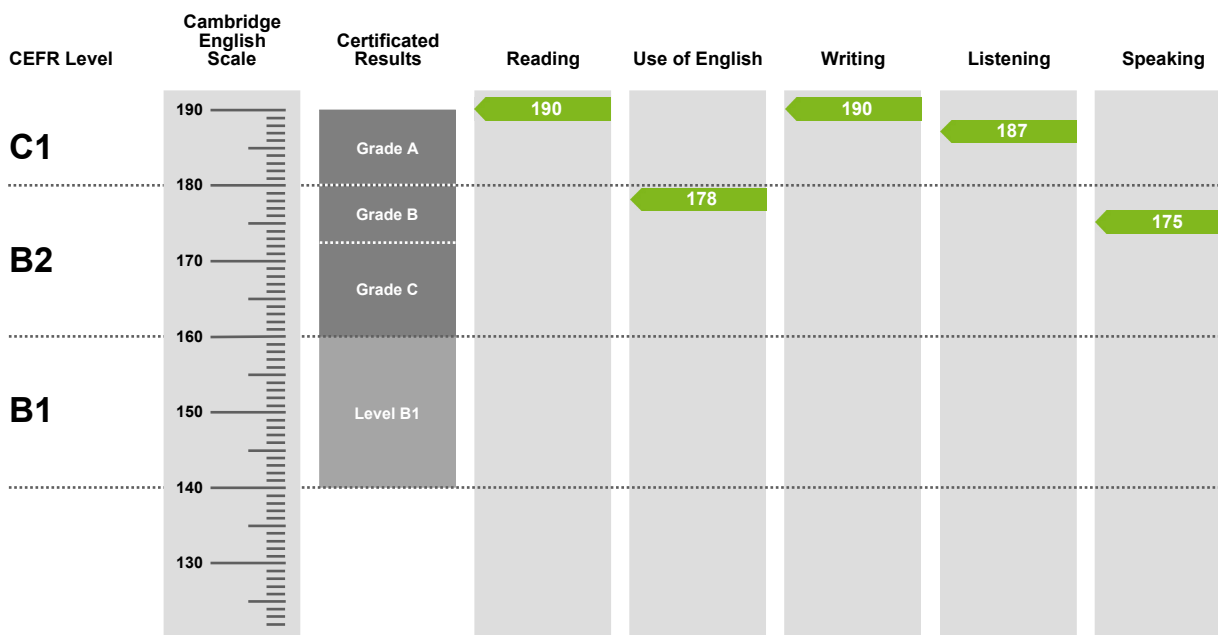 CEFR Level
Cambridge
English
Scale
Certificated
Results
Reading
Use of English
Writing
Listening
Speaking
190
190
190
187
C1
Grade A
180
178
175
Grade B
B2
170
Grade C
160
B1
150
Level B1
140
130